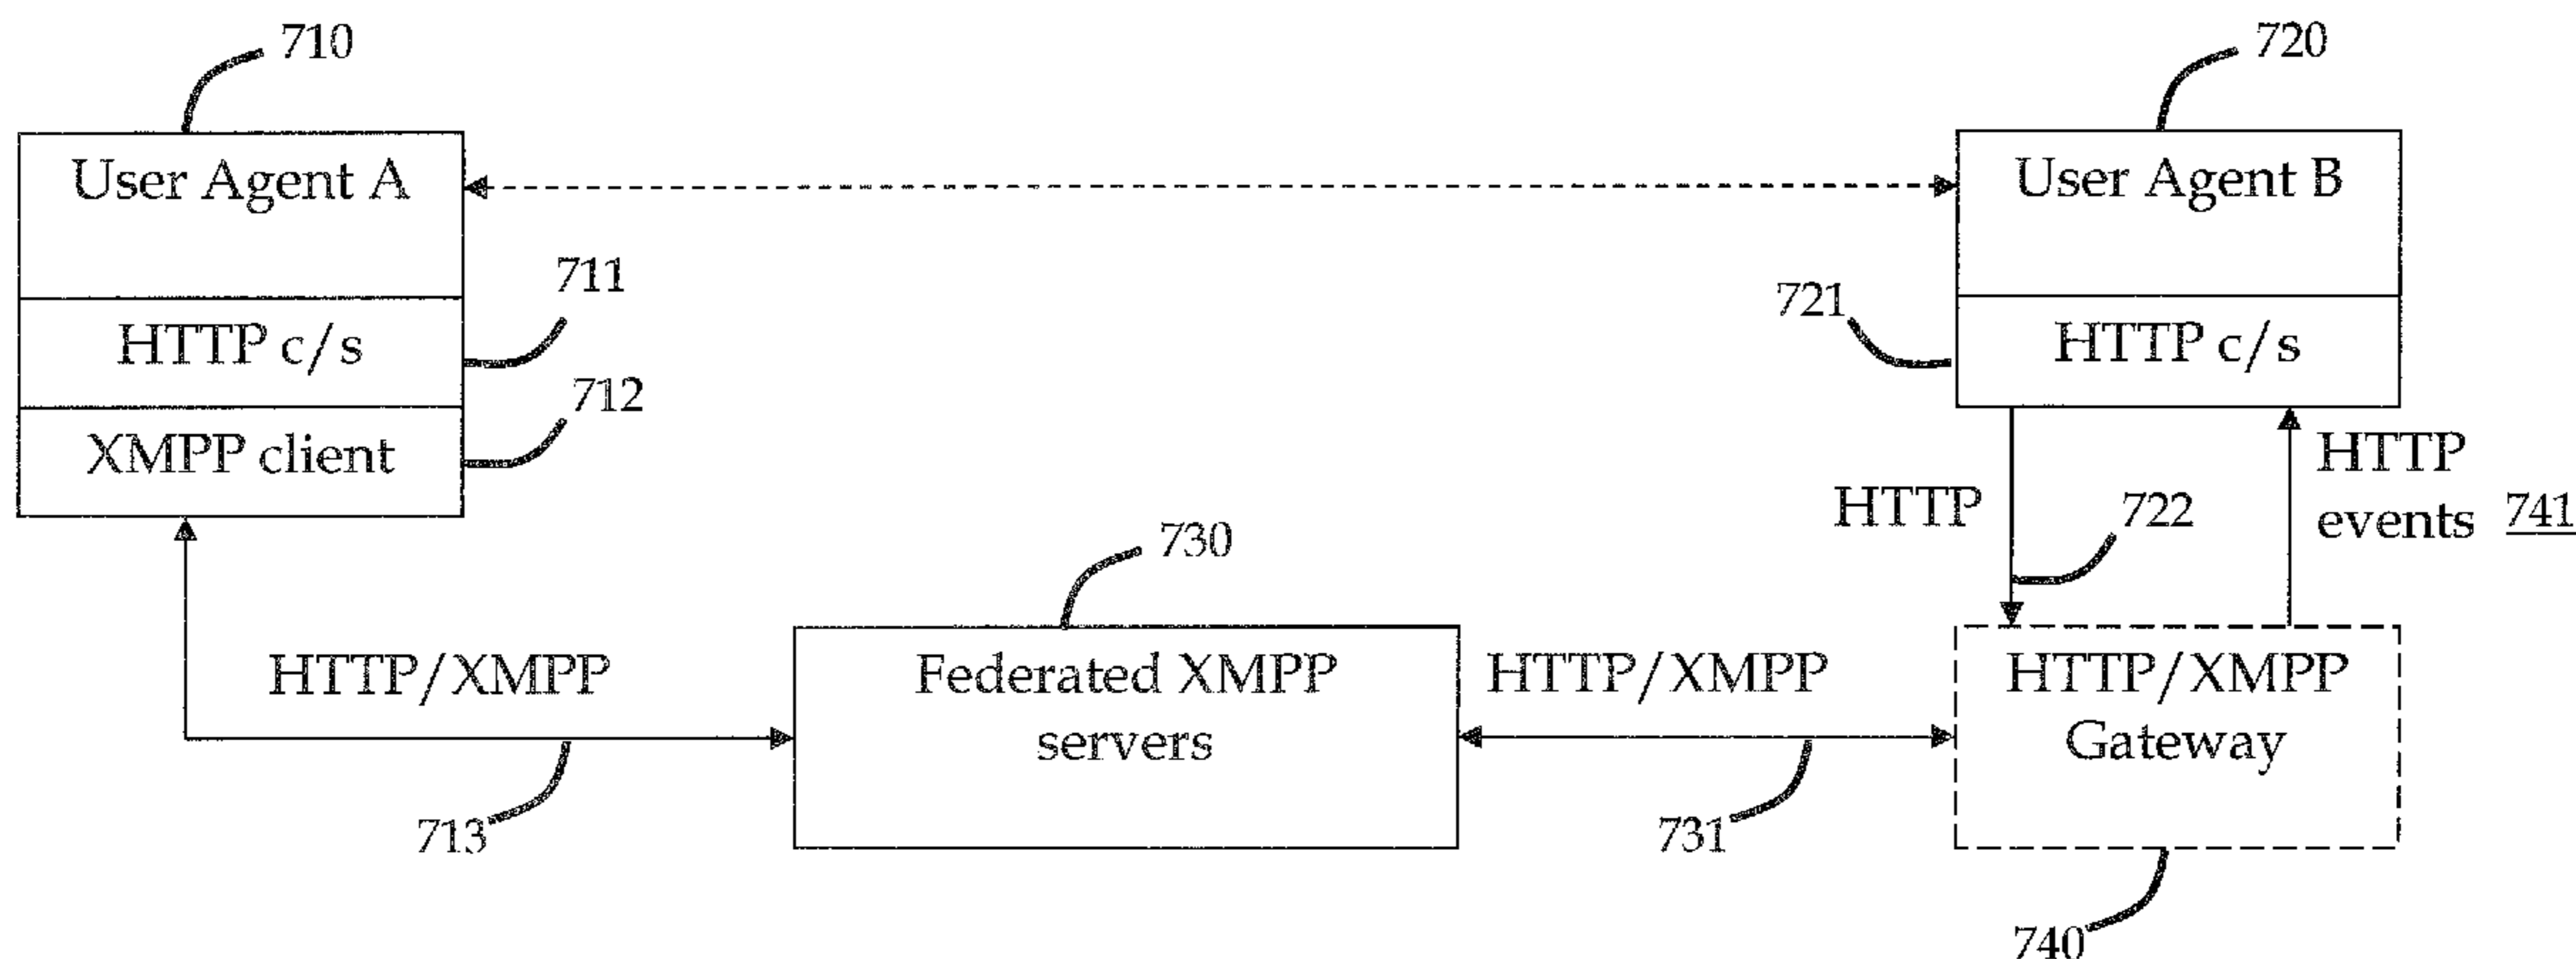 710
720
User Agent A
User Agent B
711
721
HTTP c/s
HTTP c/s
712
XMPP client
HTTP
722
HTTP
events 741
730
HTTP/XMPP
Federated XMPP
servers
HTTP/XMPP
HTTP/XMPP
Gateway
713
731
740